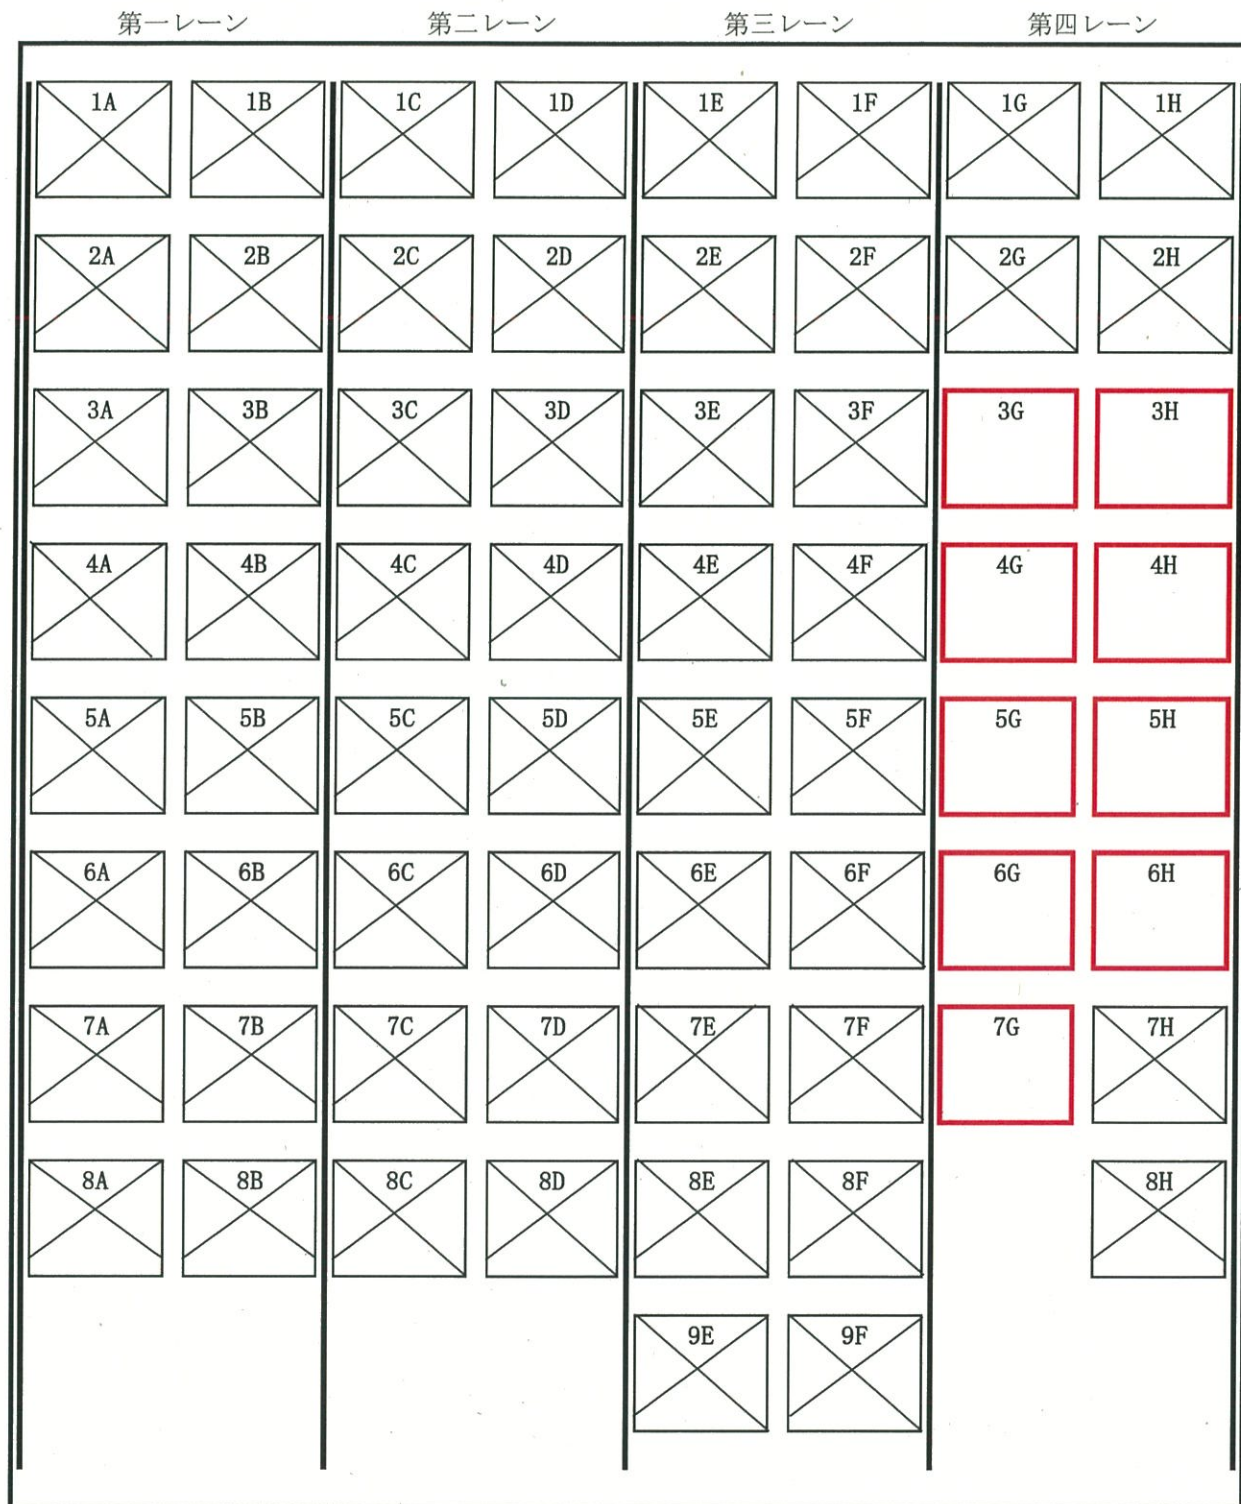 第一レーン 第二レーン 第三レーン 第四レーン
1A 1B 1C 1D 1E 1F 1G 1H
2A 2B 2C 2D 2E 2F 2G 2H
3A 3B 3C 3D 3E 3F 3G 3H
4A 4B 4C 4D 4E 4F 4G 4H
5A 5B 5C 5D 5E 5F 5G 5H
6A 6B 6C 6D 6E 6F 6G 6H
7A 7B 7C 7D 7E 7F 7G 7H
8A 8B 8C 8D 8E 8F 8H
9E 9F